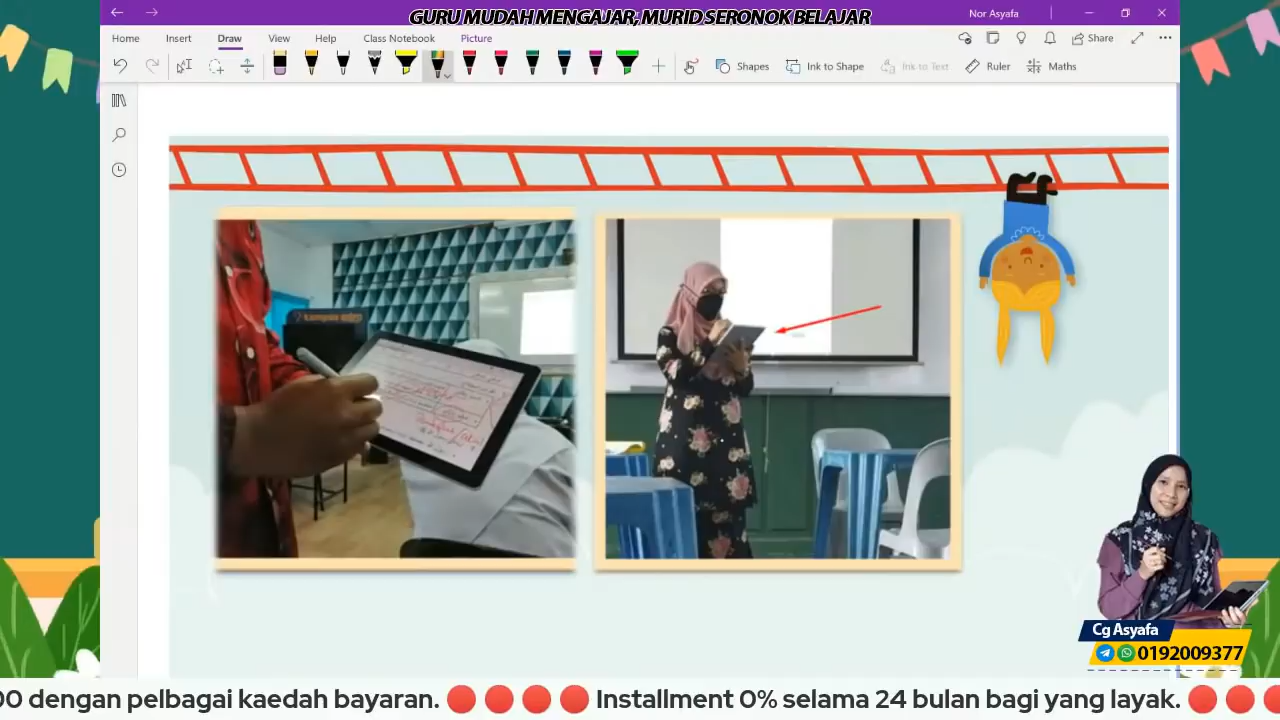 GURU MUDAH MENGAJAR, MURID SERONOK BELAJAR
Nor Asyafa
Home Insert Draw View Help Class Notebook Picture
Share
Shapes Ink to Shape Ink to Text Ruler Maths
Cg Asyafa
0192009377
00 dengan pelbagai kaedah bayaran. 🔴 🔴 🔴 🔴 Installment 0% selama 24 bulan bagi yang layak. 🔴 🔴 🔴